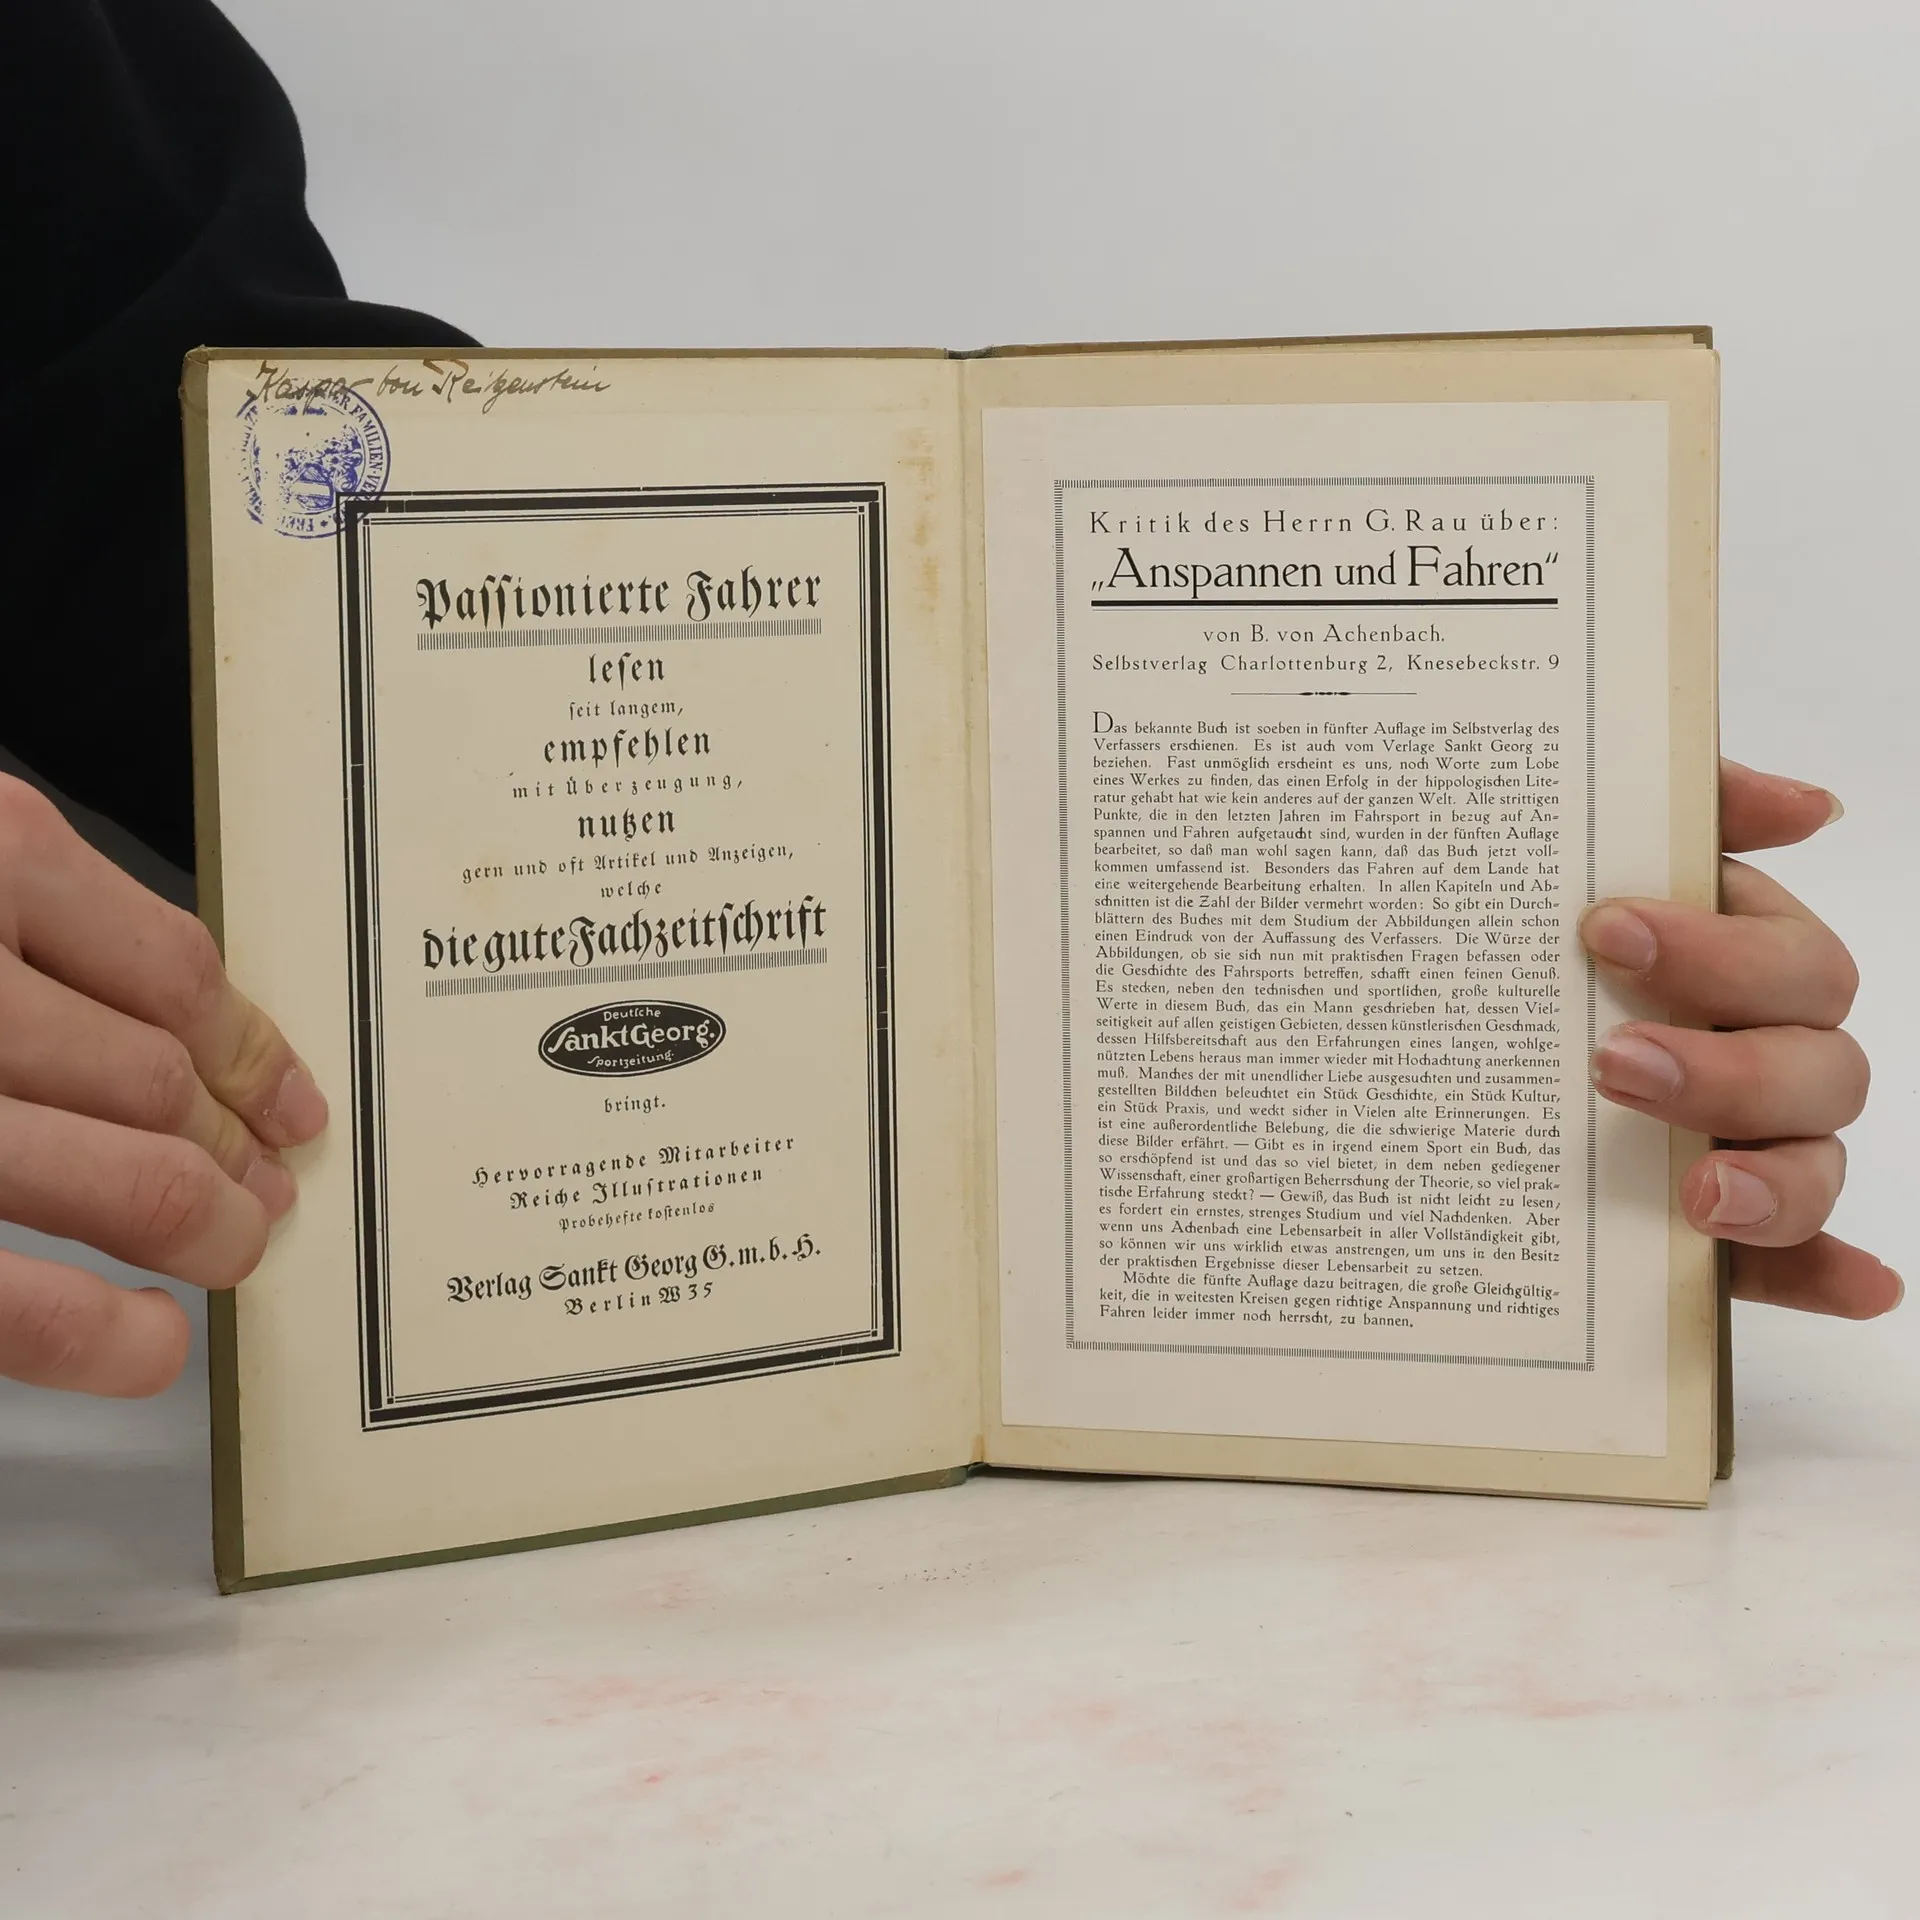 Kaspar von Reitzenstein
Passionierte Fahrer
lesen
seit langem,
empfehlen
mit Überzeugung,
nutzen
gern und oft Artikel und Anzeigen,
welche
die gute Fachzeitschrift
Deutsche
Sankt Georg.
Sportzeitung.
bringt.
Hervorragende Mitarbeiter
Reiche Illustrationen
Probehefte kostenlos
Verlag Sankt Georg G. m. b. H.
Berlin W 35
Kritik des Herrn G. Rau über:
„Anspannen und Fahren“
von B. von Achenbach.
Selbstverlag Charlottenburg 2, Knesebeckstr. 9
Das bekannte Buch ist soeben in fünfter Auflage im Selbstverlag des
Verfassers erschienen. Es ist auch vom Verlage Sankt Georg zu
beziehen. Fast unmöglich erscheint es uns, noch Worte zum Lobe
eines Werkes zu finden, das einen Erfolg in der hippologischen Lite-
ratur gehabt hat wie kein anderes auf der ganzen Welt. Alle strittigen
Punkte, die in den letzten Jahren im Fahrsport in bezug auf An-
spannen und Fahren aufgetaucht sind, wurden in der fünften Auflage
bearbeitet, so daß man wohl sagen kann, daß das Buch jetzt voll-
kommen umfassend ist. Besonders das Fahren auf dem Lande hat
eine weitergehende Bearbeitung erhalten. In allen Kapiteln und Ab-
schnitten ist die Zahl der Bilder vermehrt worden: So gibt ein Durch-
blättern des Buches mit dem Studium der Abbildungen allein schon
einen Eindruck von der Auffassung des Verfassers. Die Würze der
Abbildungen, ob sie sich nun mit praktischen Fragen befassen oder
die Geschichte des Fahrsports betreffen, schafft einen feinen Genuß.
Es stecken, neben den technischen und sportlichen, große kulturelle
Werte in diesem Buch, das ein Mann geschrieben hat, dessen Viel-
seitigkeit auf allen geistigen Gebieten, dessen künstlerischen Geschmack,
dessen Hilfsbereitschaft aus den Erfahrungen eines langen, wohlge-
nützten Lebens heraus man immer wieder mit Hochachtung anerkennen
muß. Manches der mit unendlicher Liebe ausgesuchten und zusammen-
gestellten Bildchen beleuchtet ein Stück Geschichte, ein Stück Kultur,
ein Stück Praxis, und weckt sicher in Vielen alte Erinnerungen. Es
ist eine außerordentliche Belebung, die die schwierige Materie durch
diese Bilder erfährt. — Gibt es in irgend einem Sport ein Buch, das
so erschöpfend ist und das so viel bietet, in dem neben gediegener
Wissenschaft, einer großartigen Beherrschung der Theorie, so viel prak-
tische Erfahrung steckt? — Gewiß, das Buch ist nicht leicht zu lesen,
es fordert ein ernstes, strenges Studium und viel Nachdenken. Aber
wenn uns Achenbach eine Lebensarbeit in aller Vollständigkeit gibt,
so können wir uns wirklich etwas anstrengen, um uns in den Besitz
der praktischen Ergebnisse dieser Lebensarbeit zu setzen.
Möchte die fünfte Auflage dazu beitragen, die große Gleichgültig-
keit, die in weitesten Kreisen gegen richtige Anspannung und richtiges
Fahren leider immer noch herrscht, zu bannen.